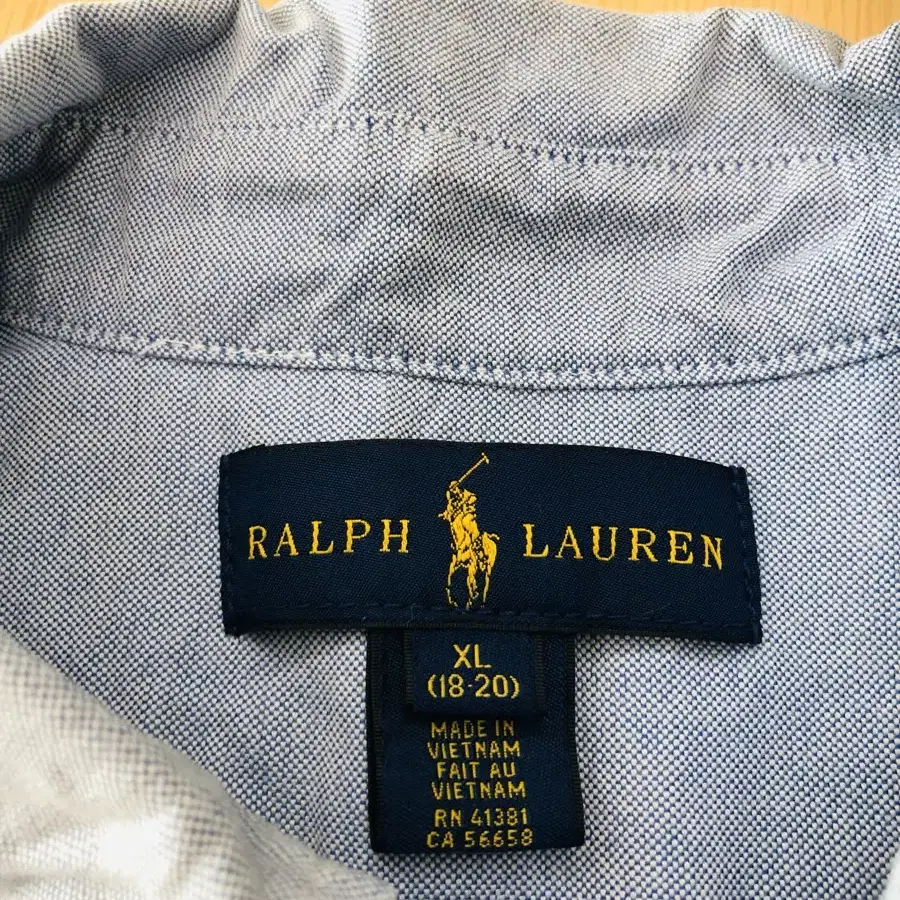 RALPH LAUREN
XL
(18-20)
MADE IN
VIETNAM
FAIT AU
VIETNAM
RN 41381
CA 56658